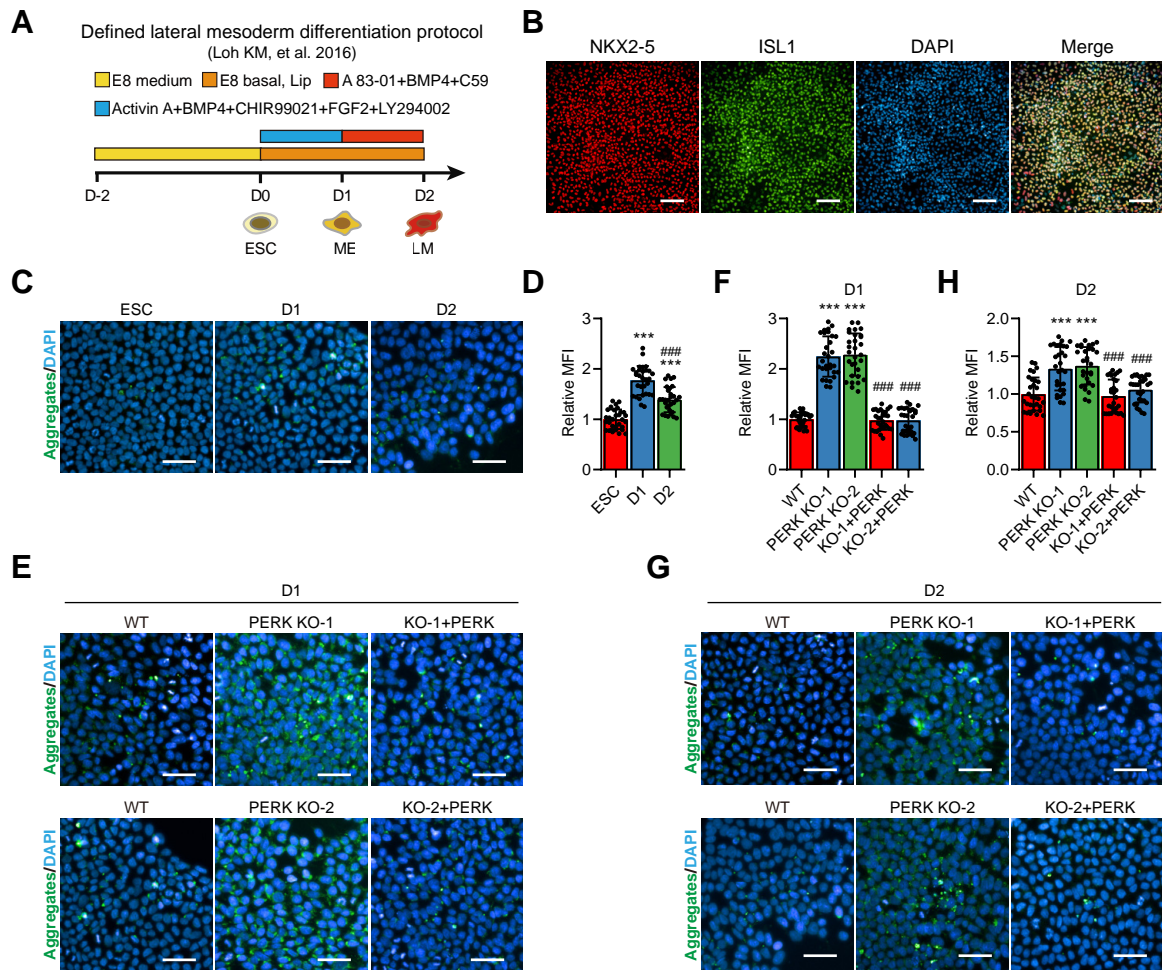 A
Defined lateral mesoderm differentiation protocol
(Loh KM, et al. 2016)
E8 medium E8 basal, Lip A 83-01+BMP4+C59
Activin A+BMP4+CHIR99021+FGF2+LY294002
D-2 D0 D1 D2
ESC ME LM
B
NKX2-5 ISL1 DAPI Merge
C
ESC D1 D2
Aggregates/DAPI
D
Relative MFI
3
2
1
0
***
###
***
ESC D1 D2
F
D1
Relative MFI
3
2
1
0
*** ***
### ###
WT PERK KO-1 PERK KO-2 KO-1+PERK KO-2+PERK
H
D2
Relative MFI
2.0
1.5
1.0
0.5
0.0
*** ***
### ###
WT PERK KO-1 PERK KO-2 KO-1+PERK KO-2+PERK
E
D1
WT PERK KO-1 KO-1+PERK
Aggregates/DAPI
WT PERK KO-2 KO-2+PERK
Aggregates/DAPI
G
D2
WT PERK KO-1 KO-1+PERK
Aggregates/DAPI
WT PERK KO-2 KO-2+PERK
Aggregates/DAPI